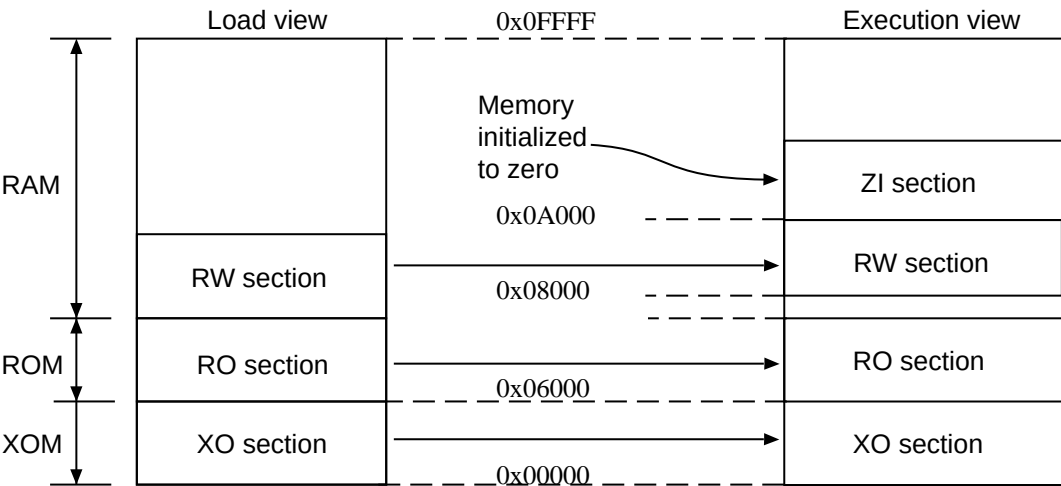 Load view
0x0FFFF
Execution view
Memory
initialized
to zero
RAM
ZI section
0x0A000
RW section
RW section
0x08000
ROM
RO section
RO section
0x06000
XOM
XO section
XO section
0x00000